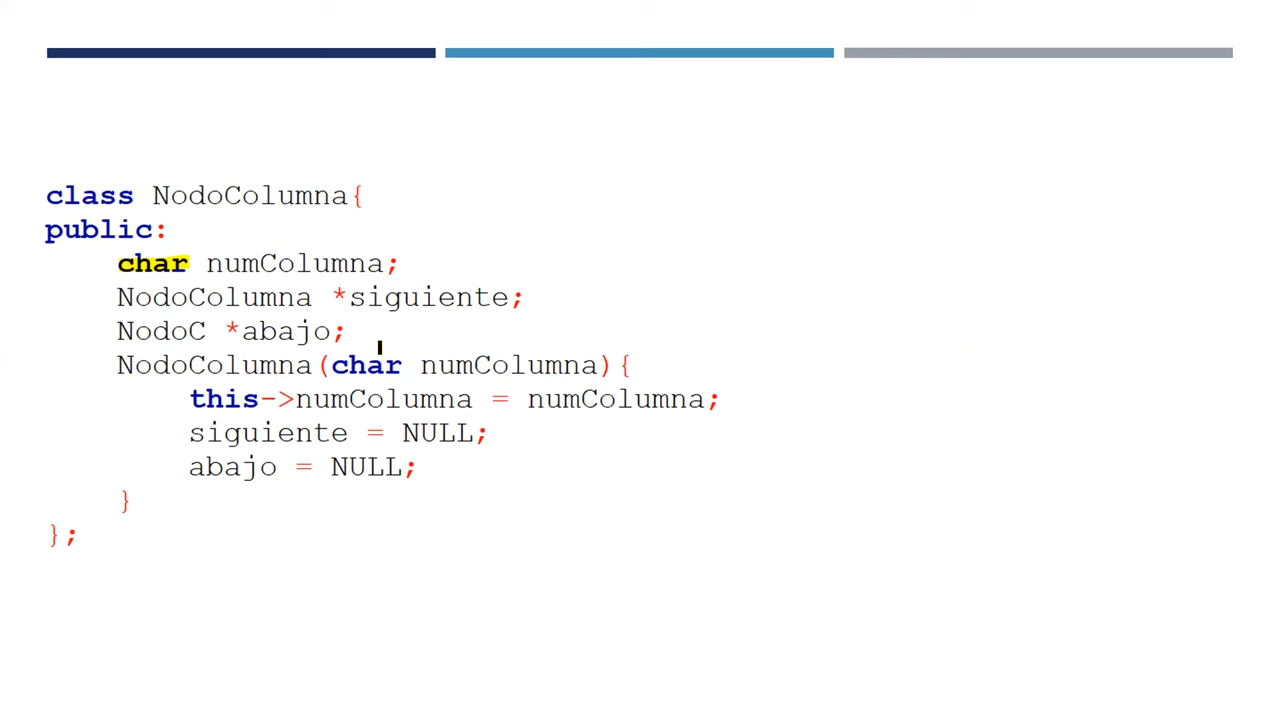 class NodoColumna{
public:
char numColumna;
NodoColumna *siguiente;
NodoC *abajo;
NodoColumna(char numColumna){
this->numColumna = numColumna;
siguiente = NULL;
abajo = NULL;
}
};